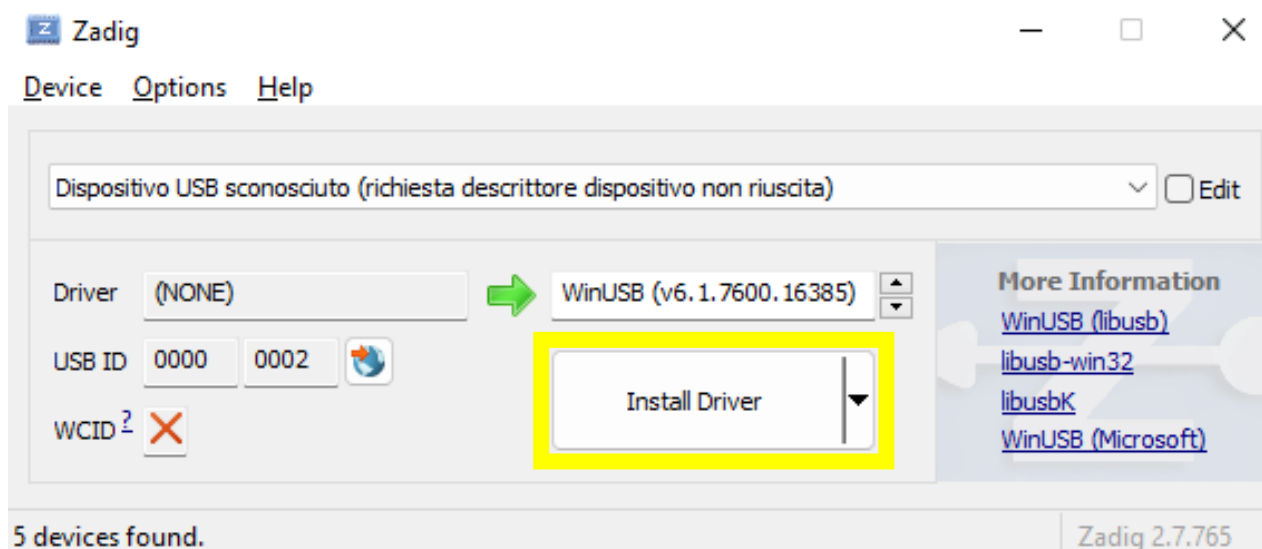 Zadig
Device Options Help
Dispositivo USB sconosciuto (richiesta descrittore dispositivo non riuscita)
Edit
Driver (NONE) WinUSB (v6.1.7600.16385)
USB ID 0000 0002
WCID ?
Install Driver
More Information
WinUSB (libusb)
libusb-win32
libusbK
WinUSB (Microsoft)
5 devices found.
Zadig 2.7.765